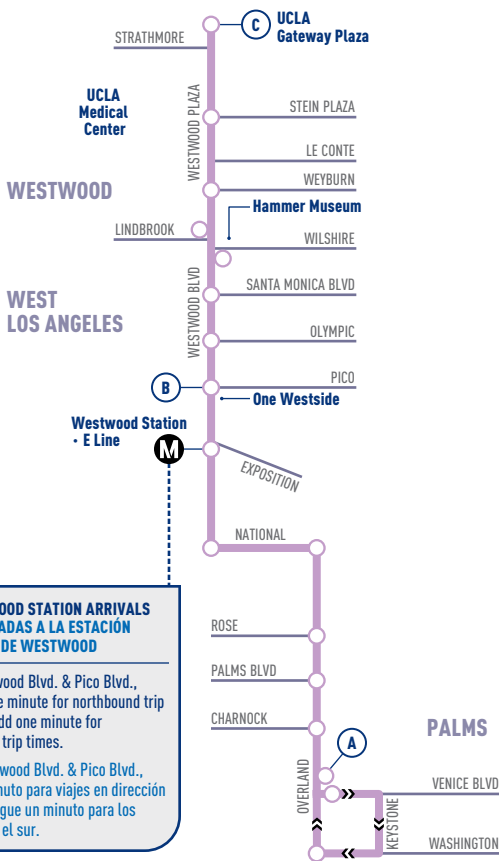 C
UCLA
Gateway Plaza
STRATHMORE
UCLA
Medical
Center
WESTWOOD PLAZA
STEIN PLAZA
LE CONTE
WEYBURN
WESTWOOD
Hammer Museum
LINDBROOK
WILSHIRE
WESTWOOD BLVD
SANTA MONICA BLVD
WEST
LOS ANGELES
OLYMPIC
PICO
B
One Westside
Westwood Station
• E Line
M
EXPOSITION
NATIONAL
OOD STATION ARRIVALS
ADAS A LA ESTACIÓN
DE WESTWOOD
wood Blvd. & Pico Blvd.,
e minute for northbound trip
dd one minute for
trip times.
wood Blvd. & Pico Blvd.,
nuto para viajes en dirección
gue un minuto para los
el sur.
ROSE
PALMS BLVD
CHARNOCK
A
PALMS
OVERLAND
VENICE BLVD
KEYSTONE
WASHINGTON